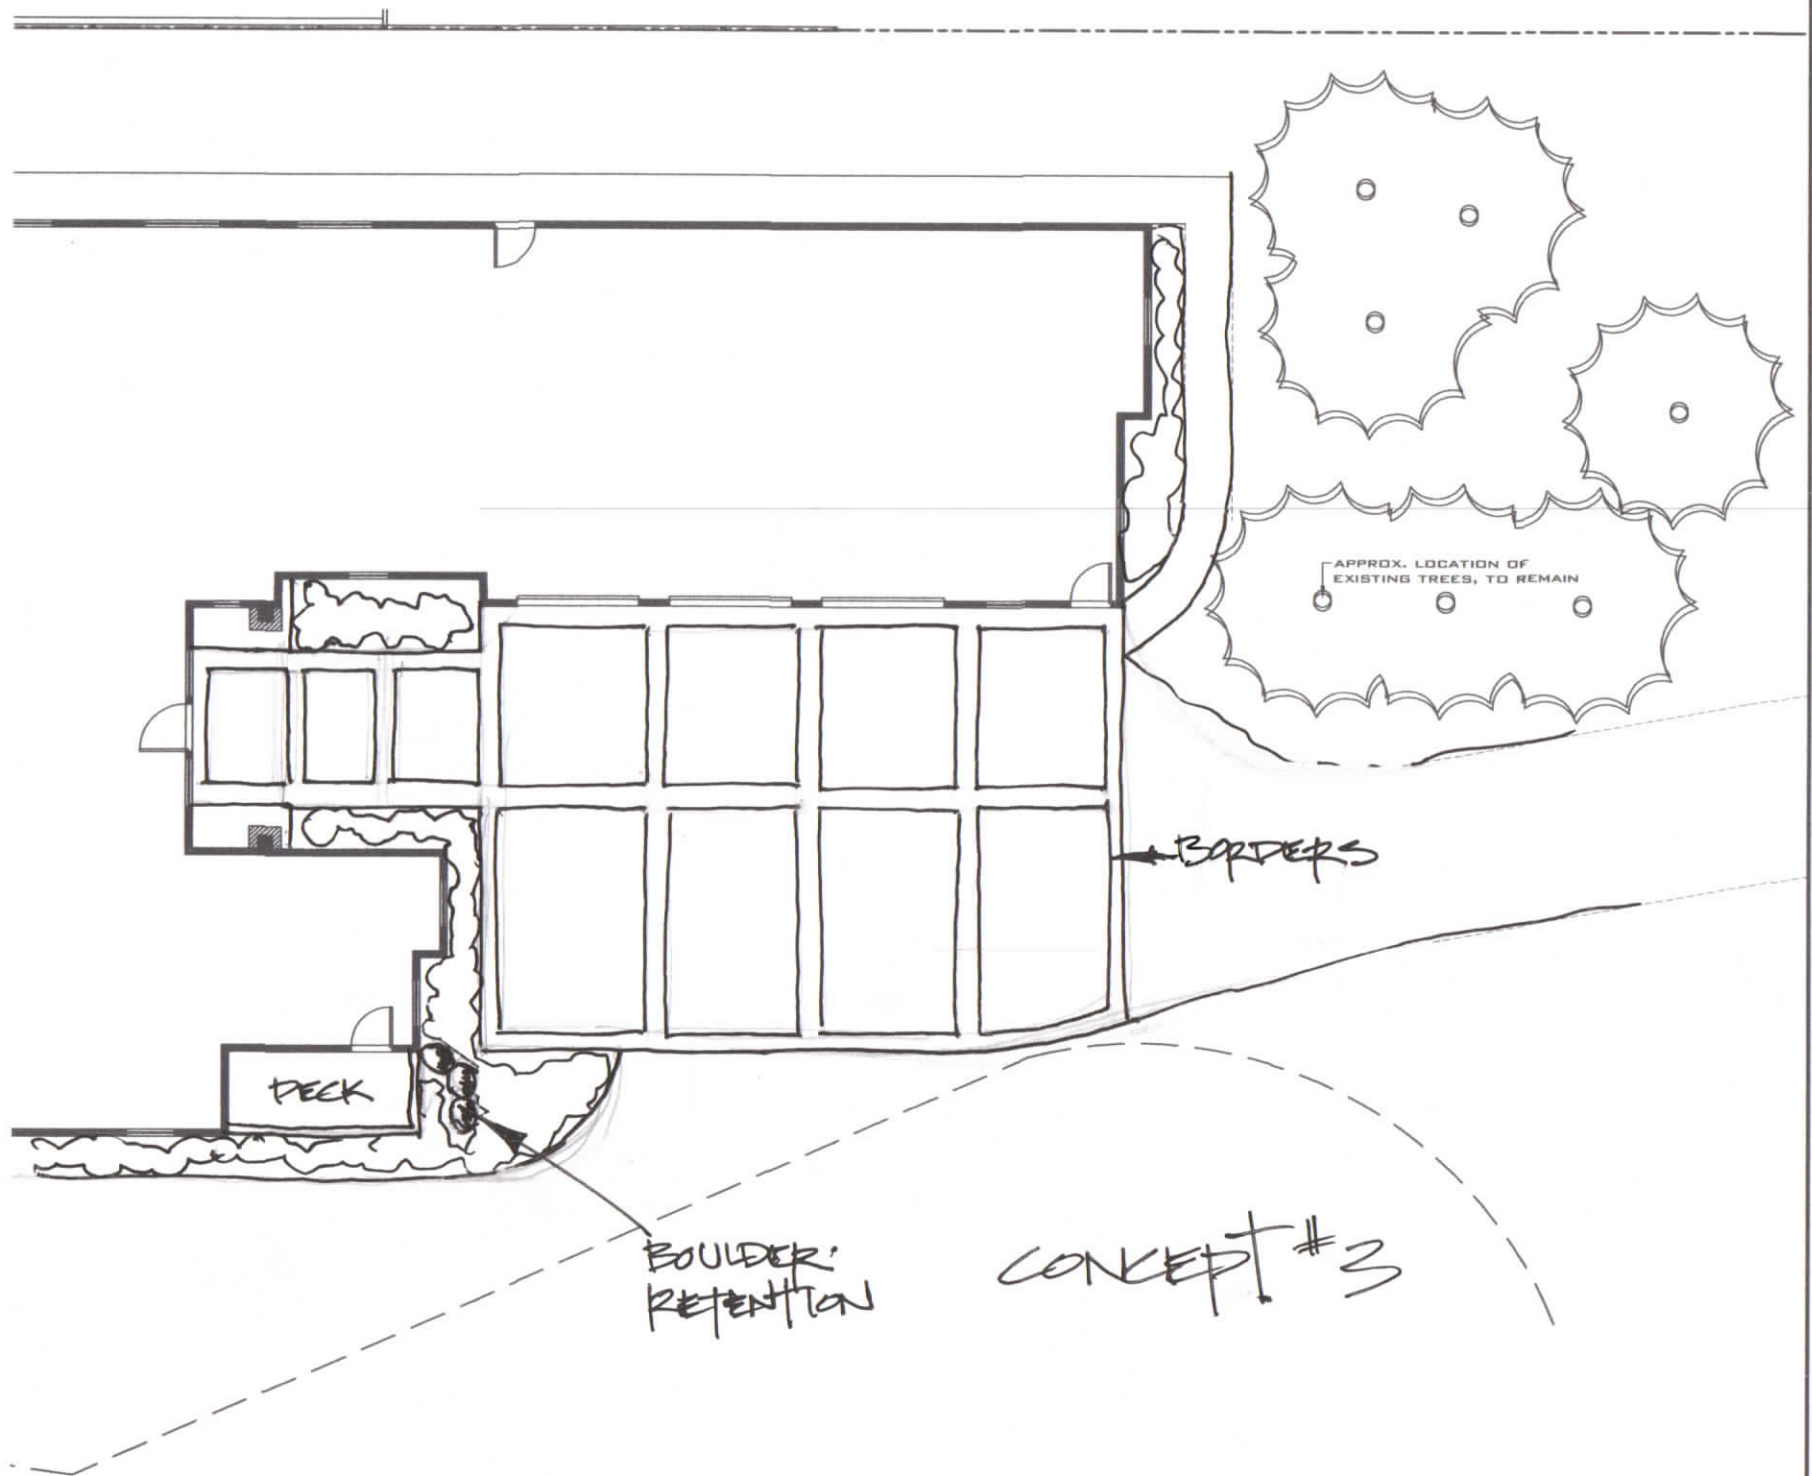 APPROX. LOCATION OF
EXISTING TREES, TO REMAIN
BORDERS
DECK
BOULDER
RETENTION
CONCEPT #3